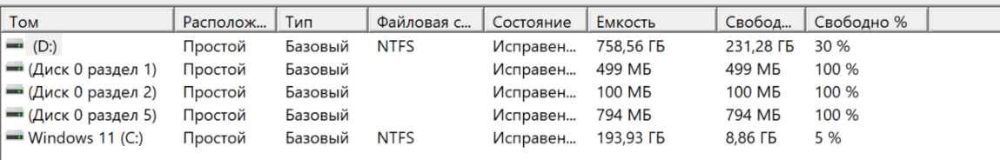 Том Располож... Тип Файловая с... Состояние Емкость Свобод... Свободно %
(D:) Простой Базовый NTFS Исправен... 758,56 ГБ 231,28 ГБ 30 %
(Диск 0 раздел 1) Простой Базовый Исправен... 499 МБ 499 МБ 100 %
(Диск 0 раздел 2) Простой Базовый Исправен... 100 МБ 100 МБ 100 %
(Диск 0 раздел 5) Простой Базовый Исправен... 794 МБ 794 МБ 100 %
Windows 11 (C:) Простой Базовый NTFS Исправен... 193,93 ГБ 8,86 ГБ 5 %